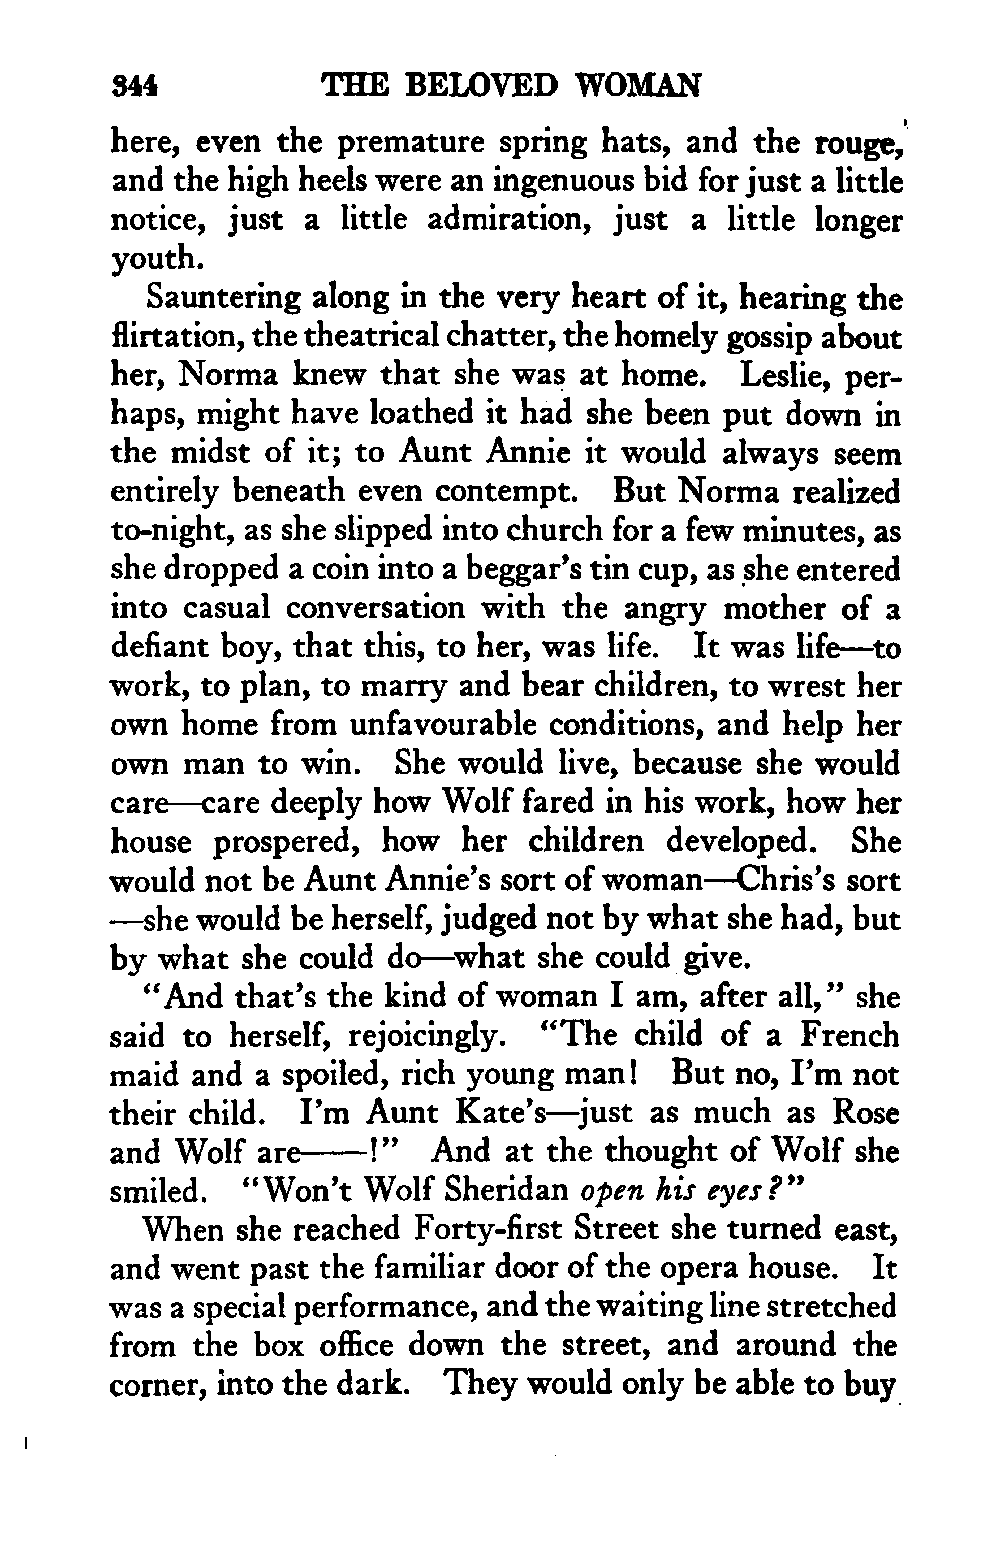 344 THE BELOVED WOMAN
here, even the premature spring hats, and the rouge,
and the high heels were an ingenuous bid for just a little
notice, just a little admiration, just a little longer
youth.
Sauntering along in the very heart of it, hearing the
flirtation, the theatrical chatter, the homely gossip about
her, Norma knew that she was at home. Leslie, per-
haps, might have loathed it had she been put down in
the midst of it; to Aunt Annie it would always seem
entirely beneath even contempt. But Norma realized
to-night, as she slipped into church for a few minutes, as
she dropped a coin into a beggar's tin cup, as she entered
into casual conversation with the angry mother of a
defiant boy, that this, to her, was life. It was life—to
work, to plan, to marry and bear children, to wrest her
own home from unfavourable conditions, and help her
own man to win. She would live, because she would
care—care deeply how Wolf fared in his work, how her
house prospered, how her children developed. She
would not be Aunt Annie's sort of woman—Chris's sort
—she would be herself, judged not by what she had, but
by what she could do—what she could give.
“And that's the kind of woman I am, after all,” she
said to herself, rejoicingly. “The child of a French
maid and a spoiled, rich young man! But no, I'm not
their child. I'm Aunt Kate's—just as much as Rose
and Wolf are——!” And at the thought of Wolf she
smiled. “Won't Wolf Sheridan open his eyes?”
When she reached Forty-first Street she turned east,
and went past the familiar door of the opera house. It
was a special performance, and the waiting line stretched
from the box office down the street, and around the
corner, into the dark. They would only be able to buy